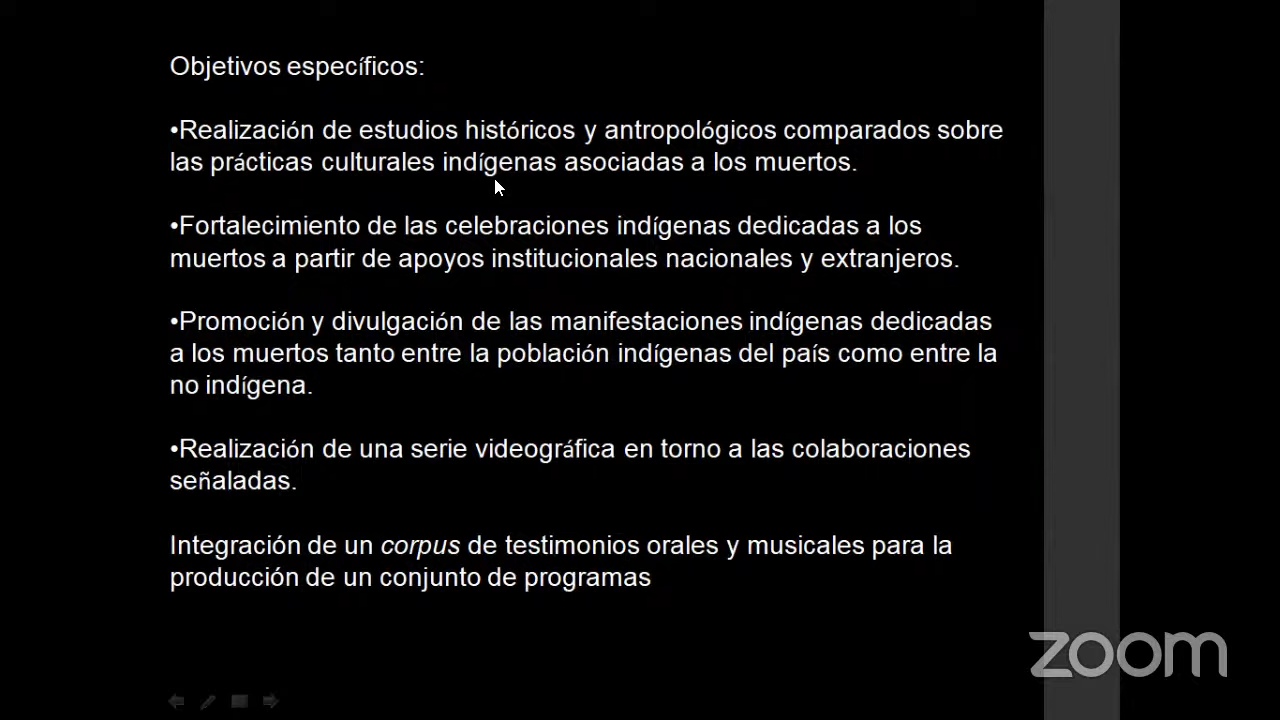 Objetivos específicos:
•Realización de estudios históricos y antropológicos comparados sobre
las prácticas culturales indígenas asociadas a los muertos.
•Fortalecimiento de las celebraciones indígenas dedicadas a los
muertos a partir de apoyos institucionales nacionales y extranjeros.
•Promoción y divulgación de las manifestaciones indígenas dedicadas
a los muertos tanto entre la población indígenas del país como entre la
no indígena.
•Realización de una serie videográfica en torno a las colaboraciones
señaladas.
Integración de un corpus de testimonios orales y musicales para la
producción de un conjunto de programas
zoom